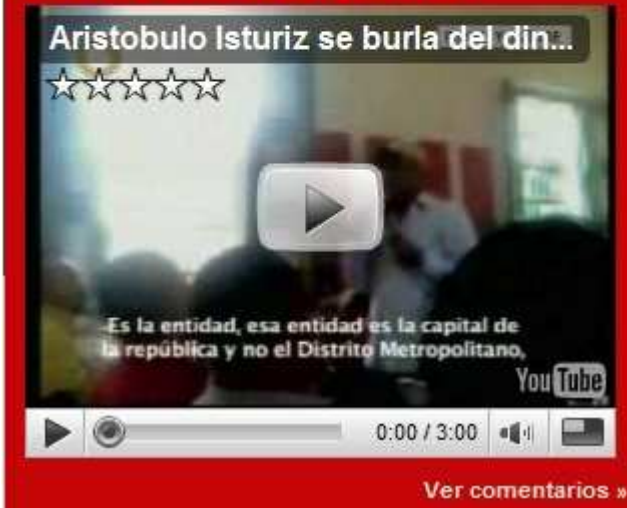 Aristobulo Isturiz se burla del din...
Es la entidad, esa entidad es la capital de
la república y no el Distrito Metropolitano,
YouTube
0:00 / 3:00
Ver comentarios »